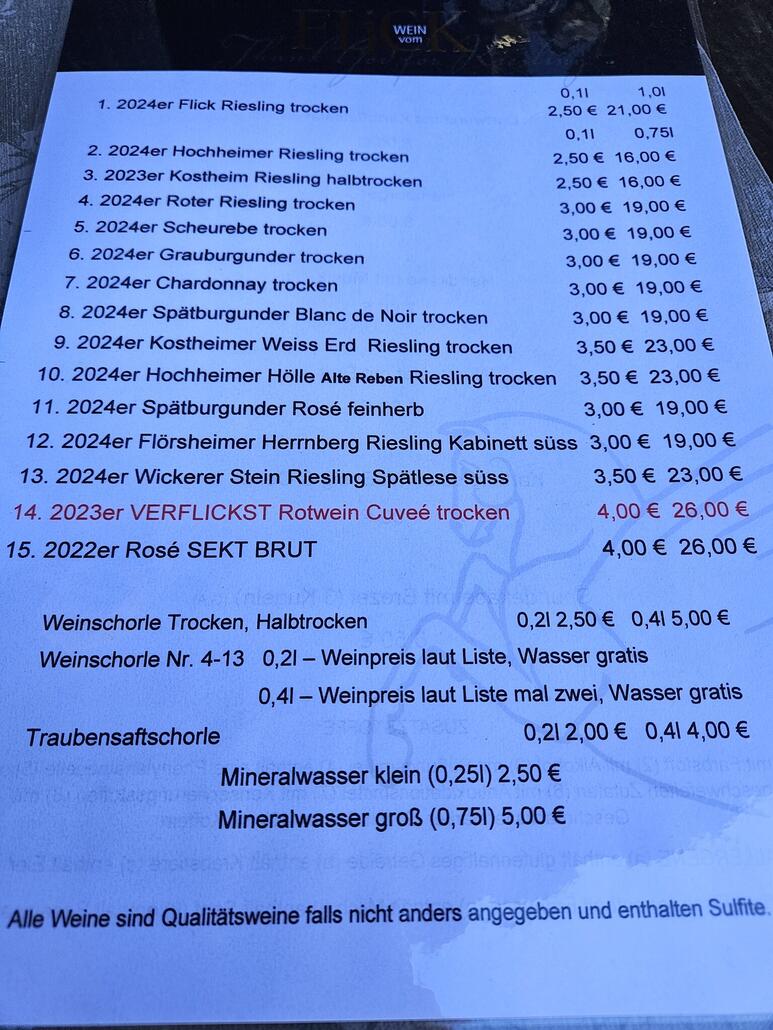 FLiCK
WEIN
vom
0,1l 1,0l
1. 2024er Flick Riesling trocken 2,50 € 21,00 €
0,1l 0,75l
2. 2024er Hochheimer Riesling trocken 2,50 € 16,00 €
3. 2023er Kostheim Riesling halbtrocken 2,50 € 16,00 €
4. 2024er Roter Riesling trocken 3,00 € 19,00 €
5. 2024er Scheurebe trocken 3,00 € 19,00 €
6. 2024er Grauburgunder trocken 3,00 € 19,00 €
7. 2024er Chardonnay trocken 3,00 € 19,00 €
8. 2024er Spätburgunder Blanc de Noir trocken 3,00 € 19,00 €
9. 2024er Kostheimer Weiss Erd Riesling trocken 3,50 € 23,00 €
10. 2024er Hochheimer Hölle Alte Reben Riesling trocken 3,50 € 23,00 €
11. 2024er Spätburgunder Rosé feinherb 3,00 € 19,00 €
12. 2024er Flörsheimer Herrnberg Riesling Kabinett süss 3,00 € 19,00 €
13. 2024er Wickerer Stein Riesling Spätlese süss 3,50 € 23,00 €
14. 2023er VERFLICKST Rotwein Cuveé trocken 4,00 € 26,00 €
15. 2022er Rosé SEKT BRUT 4,00 € 26,00 €
Weinschorle Trocken, Halbtrocken 0,2l 2,50 € 0,4l 5,00 €
Weinschorle Nr. 4-13 0,2l – Weinpreis laut Liste, Wasser gratis
0,4l – Weinpreis laut Liste mal zwei, Wasser gratis
Traubensaftschorle 0,2l 2,00 € 0,4l 4,00 €
Mineralwasser klein (0,25l) 2,50 €
Mineralwasser groß (0,75l) 5,00 €
Alle Weine sind Qualitätsweine falls nicht anders angegeben und enthalten Sulfite.